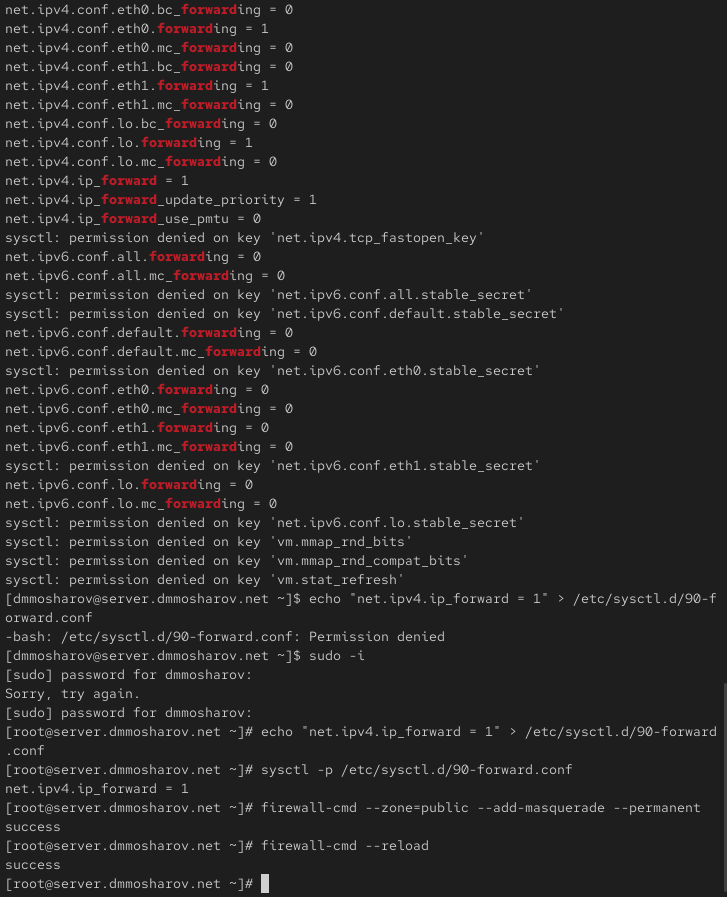 net.ipv4.conf.eth0.bc_forwarding = 0
net.ipv4.conf.eth0.forwarding = 1
net.ipv4.conf.eth0.mc_forwarding = 0
net.ipv4.conf.eth1.bc_forwarding = 0
net.ipv4.conf.eth1.forwarding = 1
net.ipv4.conf.eth1.mc_forwarding = 0
net.ipv4.conf.lo.bc_forwarding = 0
net.ipv4.conf.lo.forwarding = 1
net.ipv4.conf.lo.mc_forwarding = 0
net.ipv4.ip_forward = 1
net.ipv4.ip_forward_update_priority = 1
net.ipv4.ip_forward_use_pmtu = 0
sysctl: permission denied on key 'net.ipv4.tcp_fastopen_key'
net.ipv6.conf.all.forwarding = 0
net.ipv6.conf.all.mc_forwarding = 0
sysctl: permission denied on key 'net.ipv6.conf.all.stable_secret'
sysctl: permission denied on key 'net.ipv6.conf.default.stable_secret'
net.ipv6.conf.default.forwarding = 0
net.ipv6.conf.default.mc_forwarding = 0
sysctl: permission denied on key 'net.ipv6.conf.eth0.stable_secret'
net.ipv6.conf.eth0.forwarding = 0
net.ipv6.conf.eth0.mc_forwarding = 0
net.ipv6.conf.eth1.forwarding = 0
net.ipv6.conf.eth1.mc_forwarding = 0
sysctl: permission denied on key 'net.ipv6.conf.eth1.stable_secret'
net.ipv6.conf.lo.forwarding = 0
net.ipv6.conf.lo.mc_forwarding = 0
sysctl: permission denied on key 'net.ipv6.conf.lo.stable_secret'
sysctl: permission denied on key 'vm.mmap_rnd_bits'
sysctl: permission denied on key 'vm.mmap_rnd_compat_bits'
sysctl: permission denied on key 'vm.stat_refresh'
[dmmosharov@server.dmmosharov.net ~]$ echo "net.ipv4.ip_forward = 1" > /etc/sysctl.d/90-f
orward.conf
-bash: /etc/sysctl.d/90-forward.conf: Permission denied
[dmmosharov@server.dmmosharov.net ~]$ sudo -i
[sudo] password for dmmosharov:
Sorry, try again.
[sudo] password for dmmosharov:
[root@server.dmmosharov.net ~]# echo "net.ipv4.ip_forward = 1" > /etc/sysctl.d/90-forward
.conf
[root@server.dmmosharov.net ~]# sysctl -p /etc/sysctl.d/90-forward.conf
net.ipv4.ip_forward = 1
[root@server.dmmosharov.net ~]# firewall-cmd --zone=public --add-masquerade --permanent
success
[root@server.dmmosharov.net ~]# firewall-cmd --reload
success
[root@server.dmmosharov.net ~]#